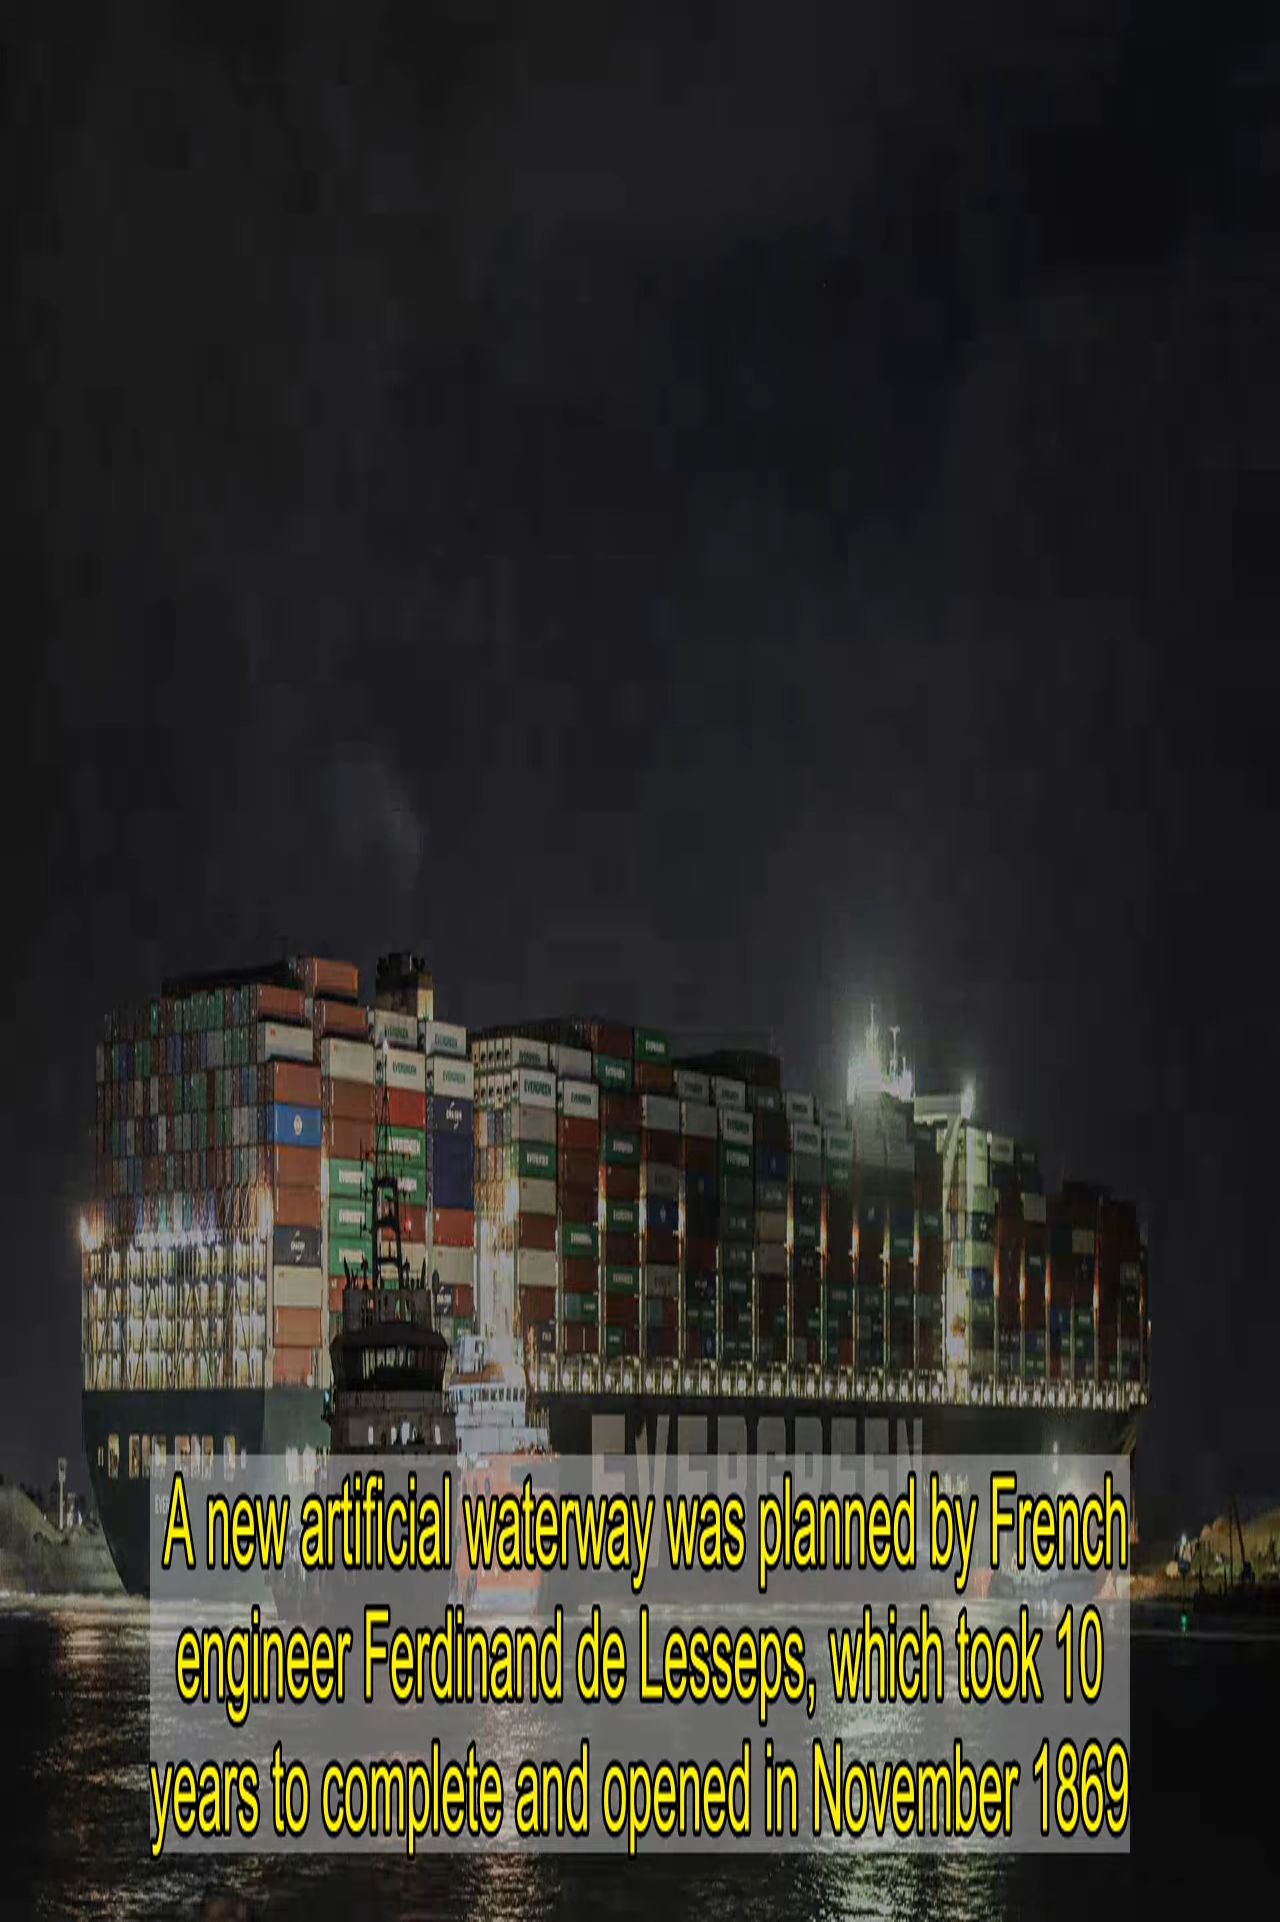 EVERGREEN
A new artificial waterway was planned by French
engineer Ferdinand de Lesseps, which took 10
years to complete and opened in November 1869